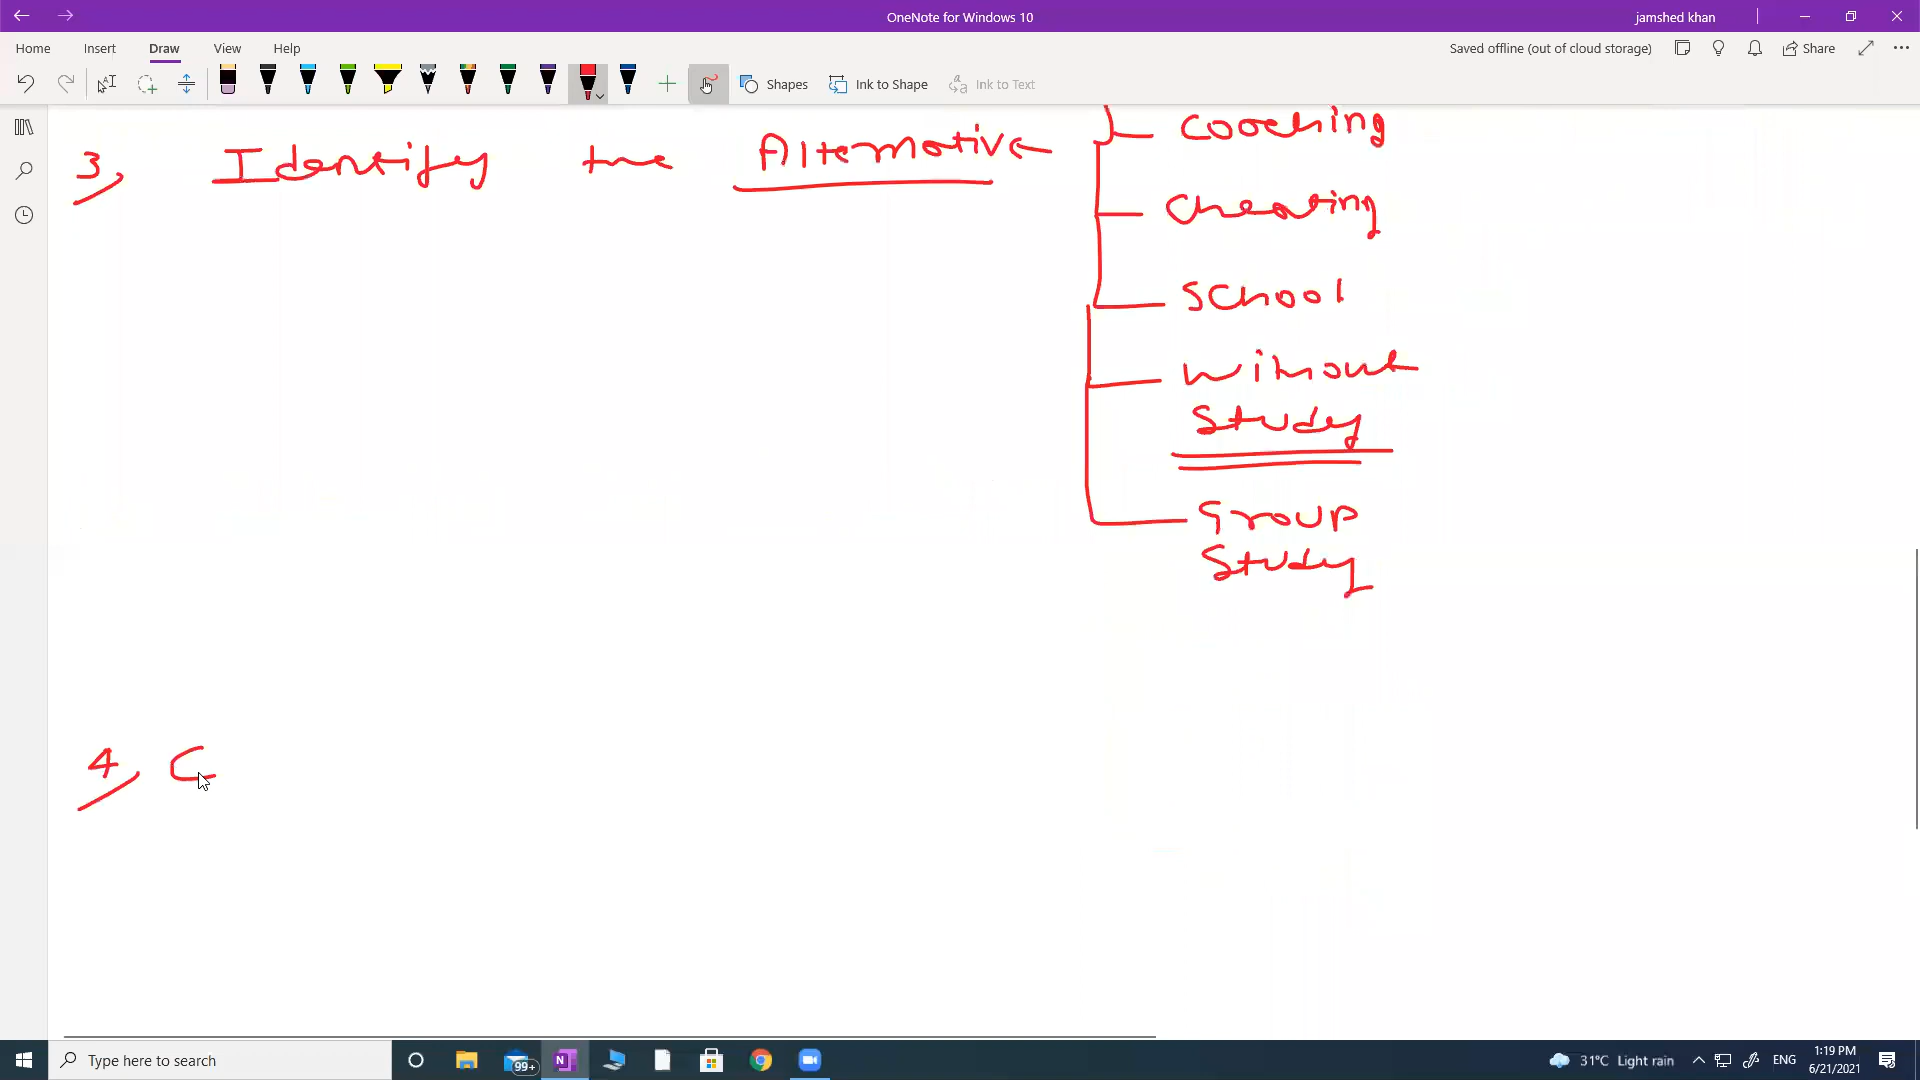 OneNote for Windows 10
jamshed khan
Home Insert Draw View Help
Saved offline (out of cloud storage)
Share
Shapes
Ink to Shape
Ink to Text
3, Identify the Alternative
Coaching
Cheating
School
Without
Study
Group
Study
4, C
Type here to search
99+
31°C Light rain
ENG
1:19 PM
6/21/2021